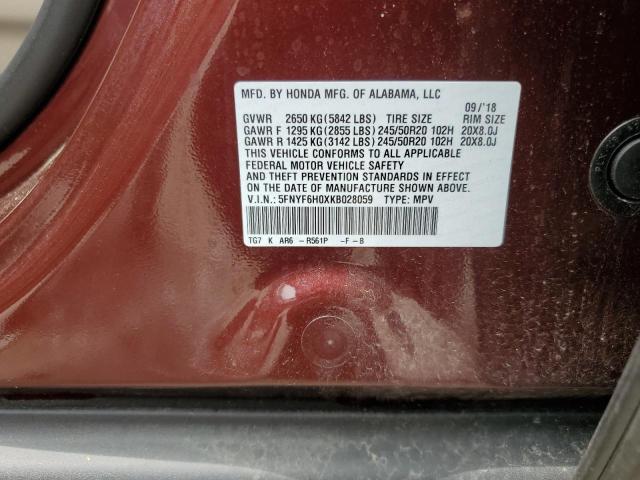 MFD. BY HONDA MFG. OF ALABAMA, LLC
09/'18
GVWR 2650 KG (5842 LBS) TIRE SIZE RIM SIZE
GAWR F 1295 KG (2855 LBS) 245/50R20 102H 20X8.0J
GAWR R 1425 KG (3142 LBS) 245/50R20 102H 20X8.0J
THIS VEHICLE CONFORMS TO ALL APPLICABLE
FEDERAL MOTOR VEHICLE SAFETY
AND THEFT PREVENTION STANDARDS IN EFFECT
ON THE DATE OF MANUFACTURE SHOWN ABOVE.
V.I.N.: 5FNYF6H0XKB028059 TYPE: MPV
TG7 K AR6 -R561P -F-B